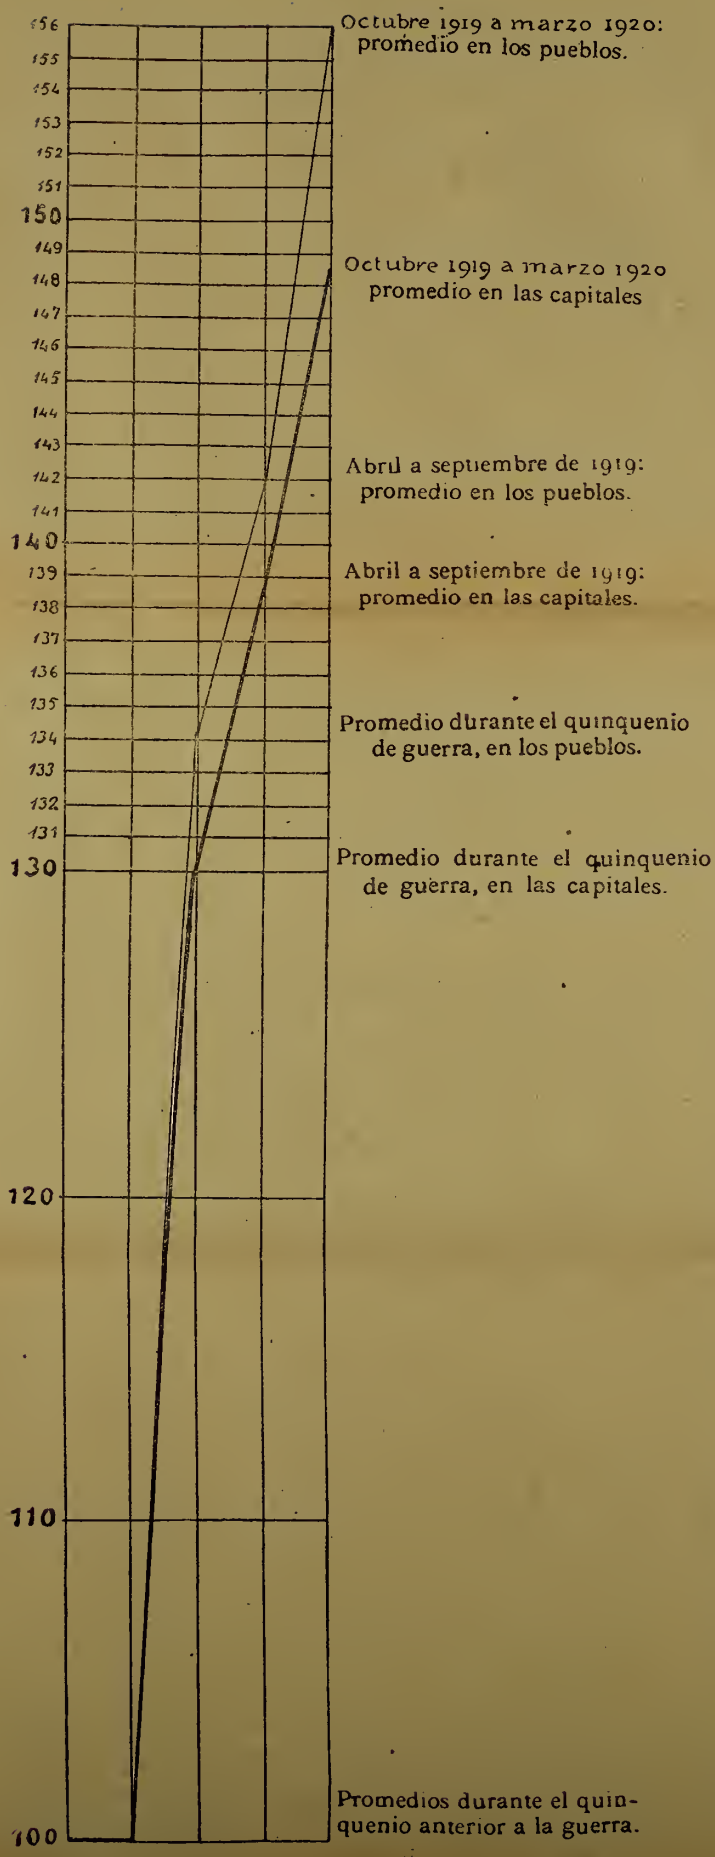 156
Octubre 1919 a marzo 1920:
promedio en los pueblos.
155
154
153
152
151
150
149
Octubre 1919 a marzo 1920
promedio en las capitales
148
147
146
145
144
143
Abril a septiembre de 1919:
promedio en los pueblos.
142
141
140
139
Abril a septiembre de 1919:
promedio en las capitales.
138
137
136
135
Promedio durante el quinquenio
de guerra, en los pueblos.
134
133
132
131
130
Promedio durante el quinquenio
de guerra, en las capitales.
120
110
Promedios durante el quin-
quenio anterior a la guerra.
100